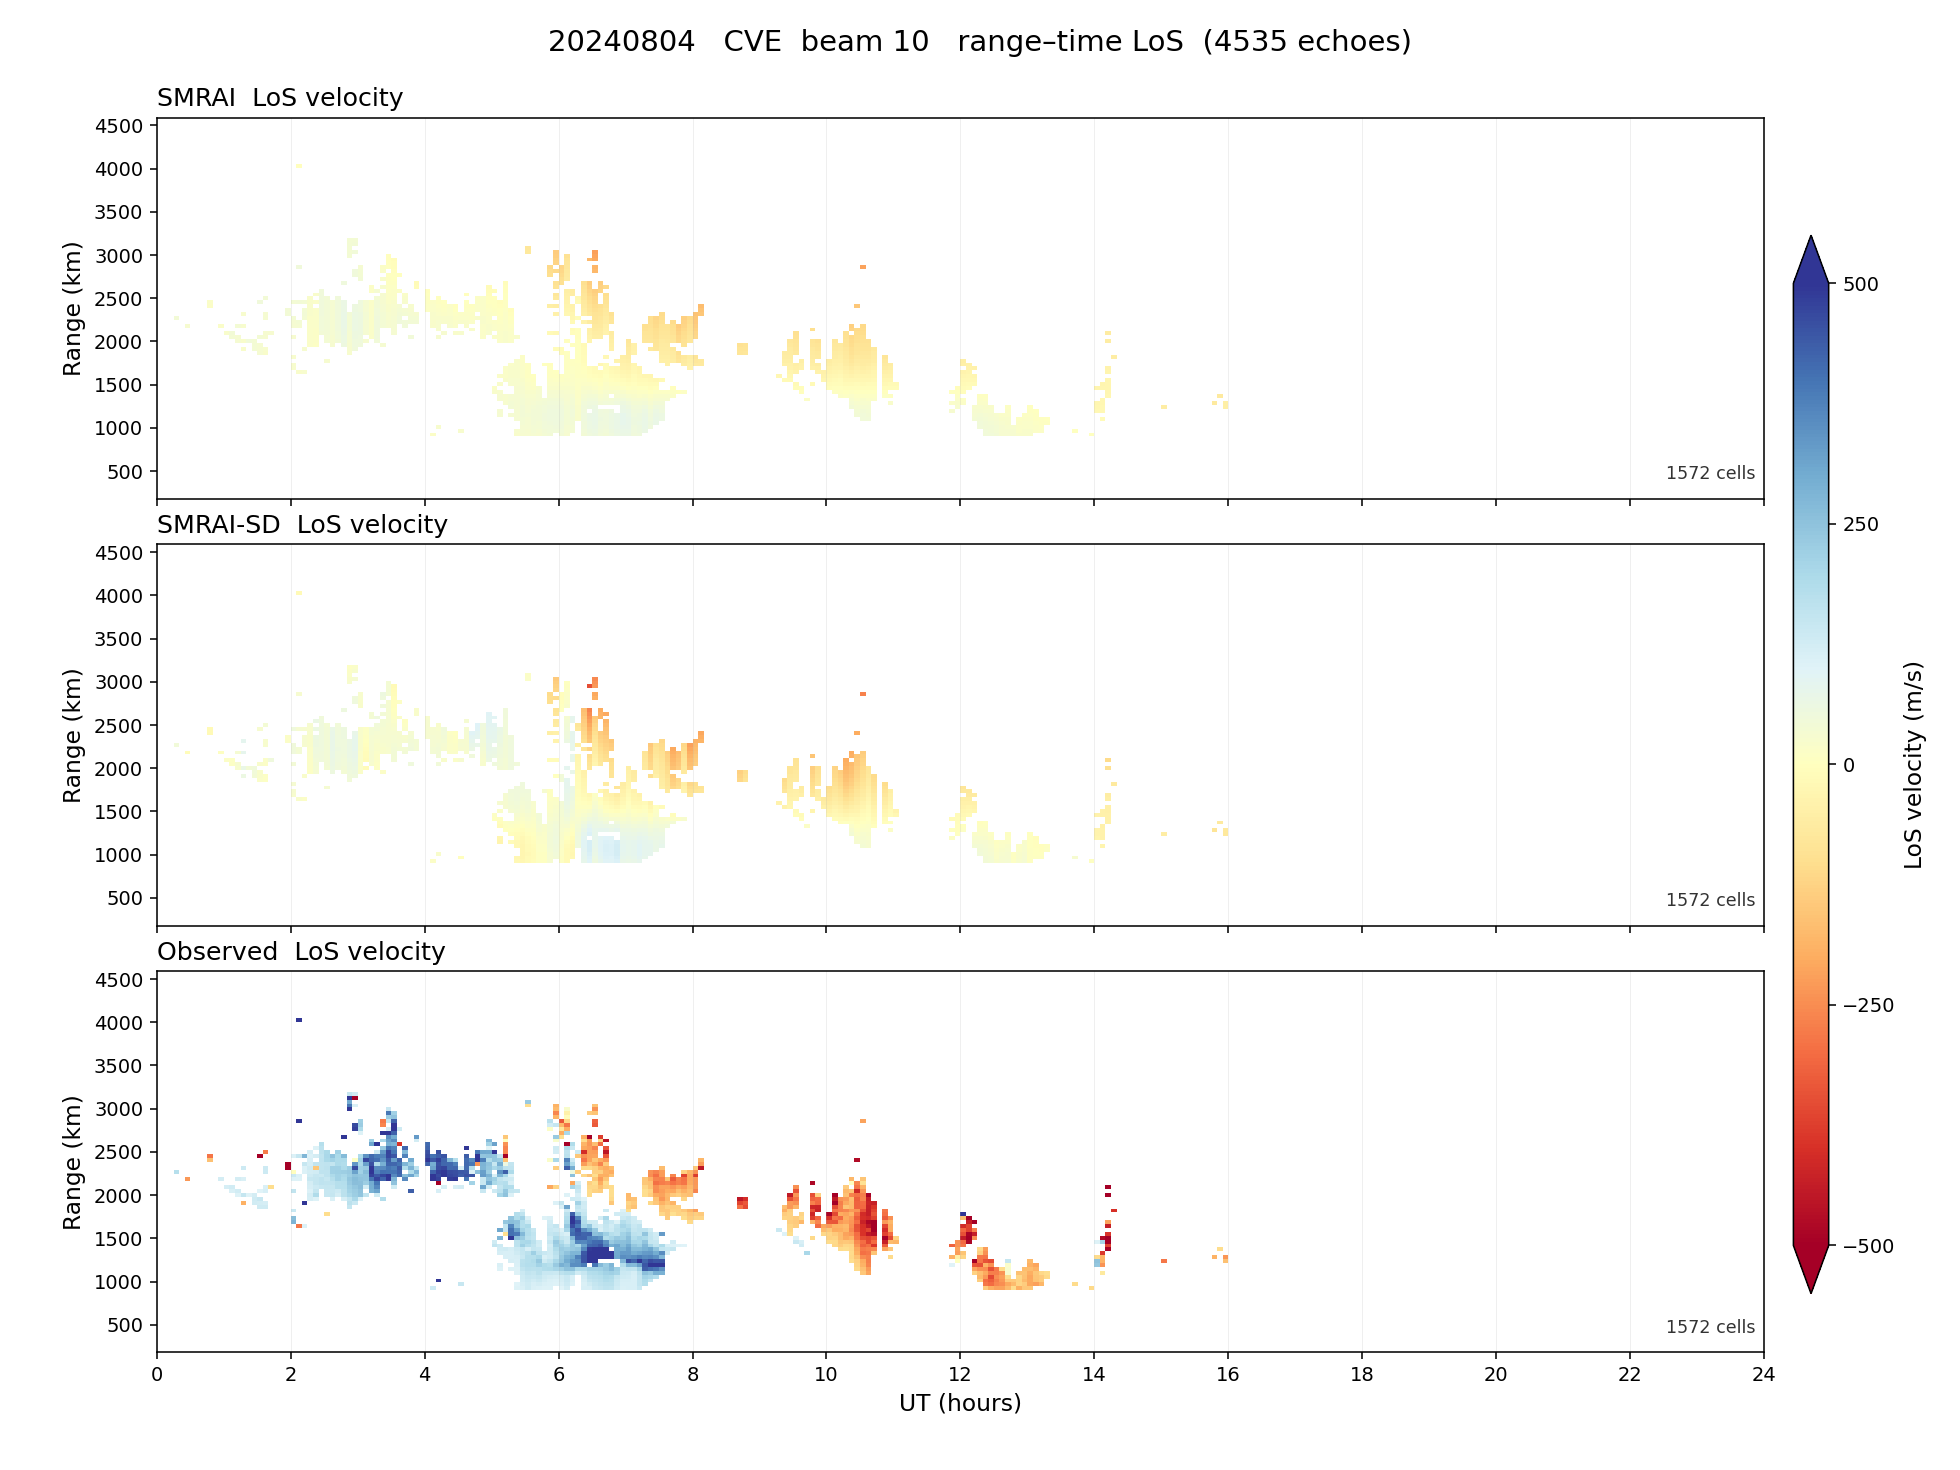 20240804   CVE  beam 10   range–time LoS  (4535 echoes)
SMRAI  LoS velocity
4500
4000
3500
3000
2500
2000
1500
1000
500
Range (km)
1572 cells
SMRAI-SD  LoS velocity
4500
4000
3500
3000
2500
2000
1500
1000
500
Range (km)
1572 cells
Observed  LoS velocity
4500
4000
3500
3000
2500
2000
1500
1000
500
Range (km)
1572 cells
0 2 4 6 8 10 12 14 16 18 20 22 24
UT (hours)
500
250
0
−250
−500
LoS velocity (m/s)